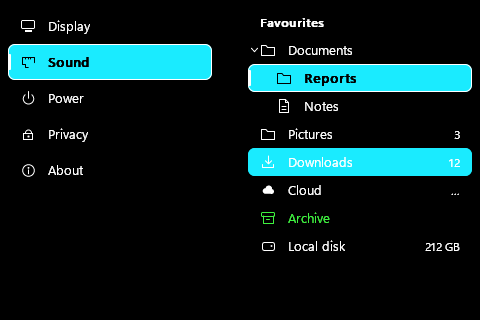 Display
Sound
Power
Privacy
About
Favourites
Documents
Reports
Notes
Pictures 3
Downloads 12
Cloud ...
Archive
Local disk 212 GB